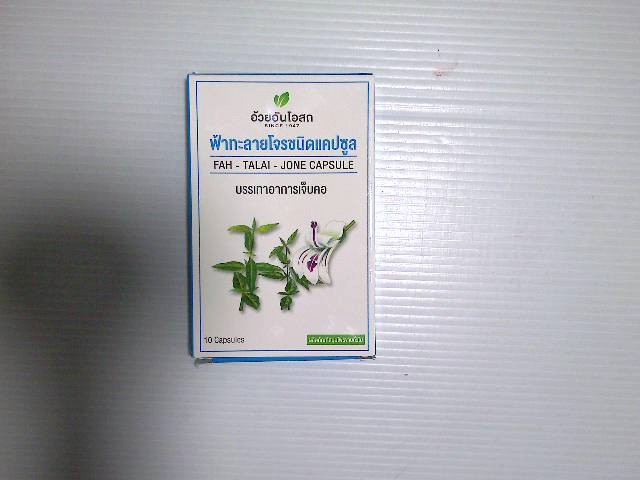 อ้วยอันโอสถ
SINCE 1947
ฟ้าทะลายโจรชนิดแคปซูล
FAH - TALAI - JONE CAPSULE
บรรเทาอาการเจ็บคอ
10 Capsules